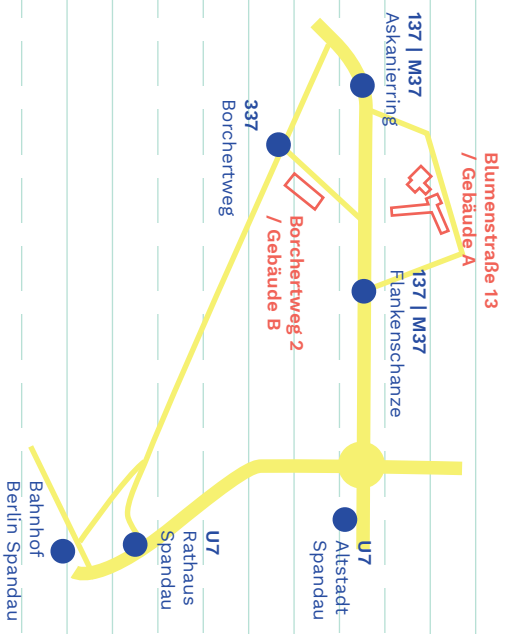 Blumenstraße 13
/ Gebäude A
137 | M37
Askanierring
137 | M37
Flankenschanze
337
Borchertweg
Borchertweg 2
/ Gebäude B
U7
Altstadt
Spandau
U7
Rathaus
Spandau
Bahnhof
Berlin Spandau